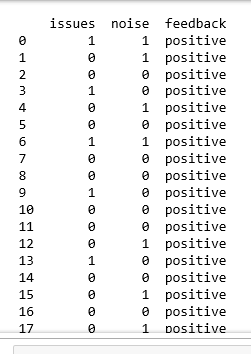 issues noise feedback
0 1 1 positive
1 0 1 positive
2 0 0 positive
3 1 0 positive
4 0 1 positive
5 0 0 positive
6 1 1 positive
7 0 0 positive
8 0 0 positive
9 1 0 positive
10 0 0 positive
11 0 0 positive
12 0 1 positive
13 1 0 positive
14 0 0 positive
15 0 1 positive
16 0 0 positive
17 0 1 positive